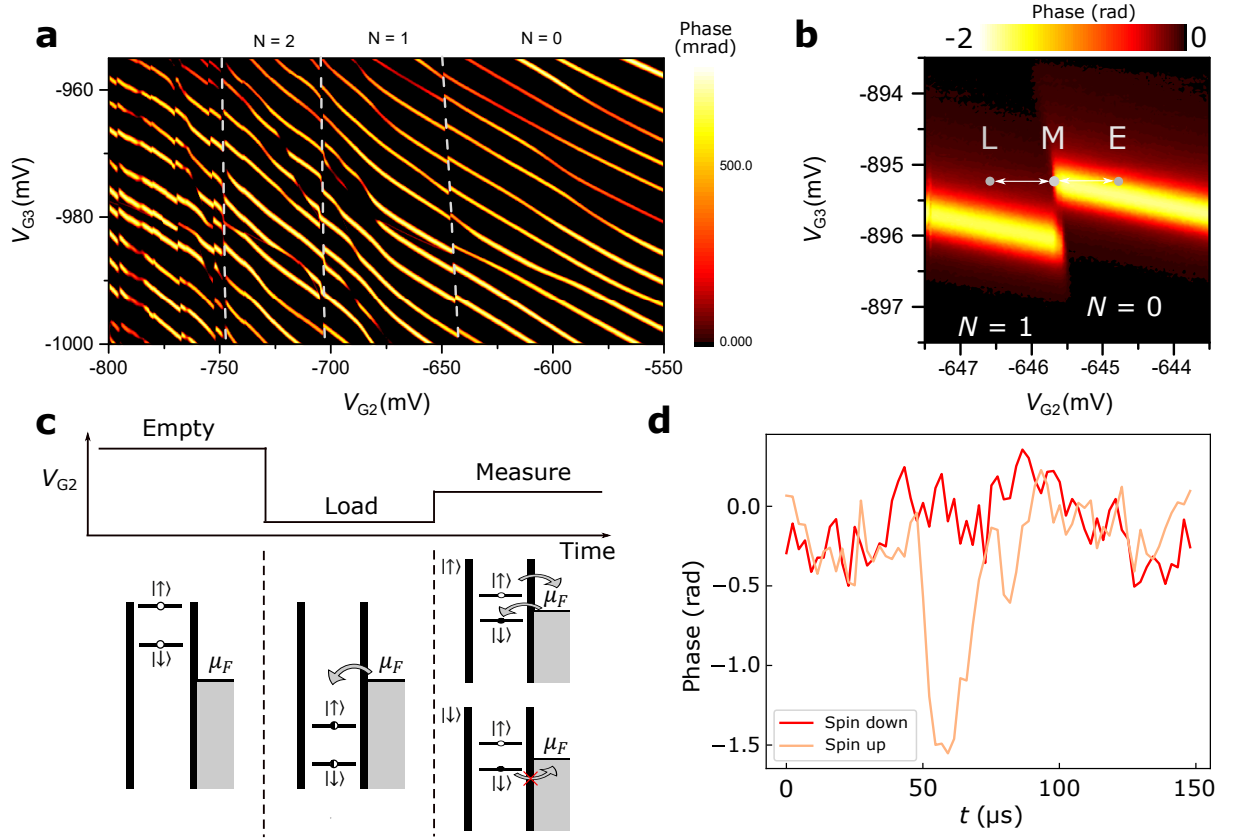 a
N = 2
N = 1
N = 0
Phase
(mrad)
500.0
0.000
-960
-980
-1000
V_G3 (mV)
-800
-750
-700
-650
-600
-550
V_G2(mV)
b
Phase (rad)
-2
0
-894
-895
-896
-897
V_G3 (mV)
L
M
E
N = 1
N = 0
-647
-646
-645
-644
V_G2(mV)
c
Empty
Load
Measure
V_G2
Time
|↑⟩
|↓⟩
μ_F
μ_F
|↑⟩
|↓⟩
|↑⟩
|↑⟩
μ_F
|↓⟩
|↓⟩
|↑⟩
μ_F
|↓⟩
d
0.0
−0.5
−1.0
−1.5
Phase (rad)
Spin down
Spin up
0
50
100
150
t (µs)